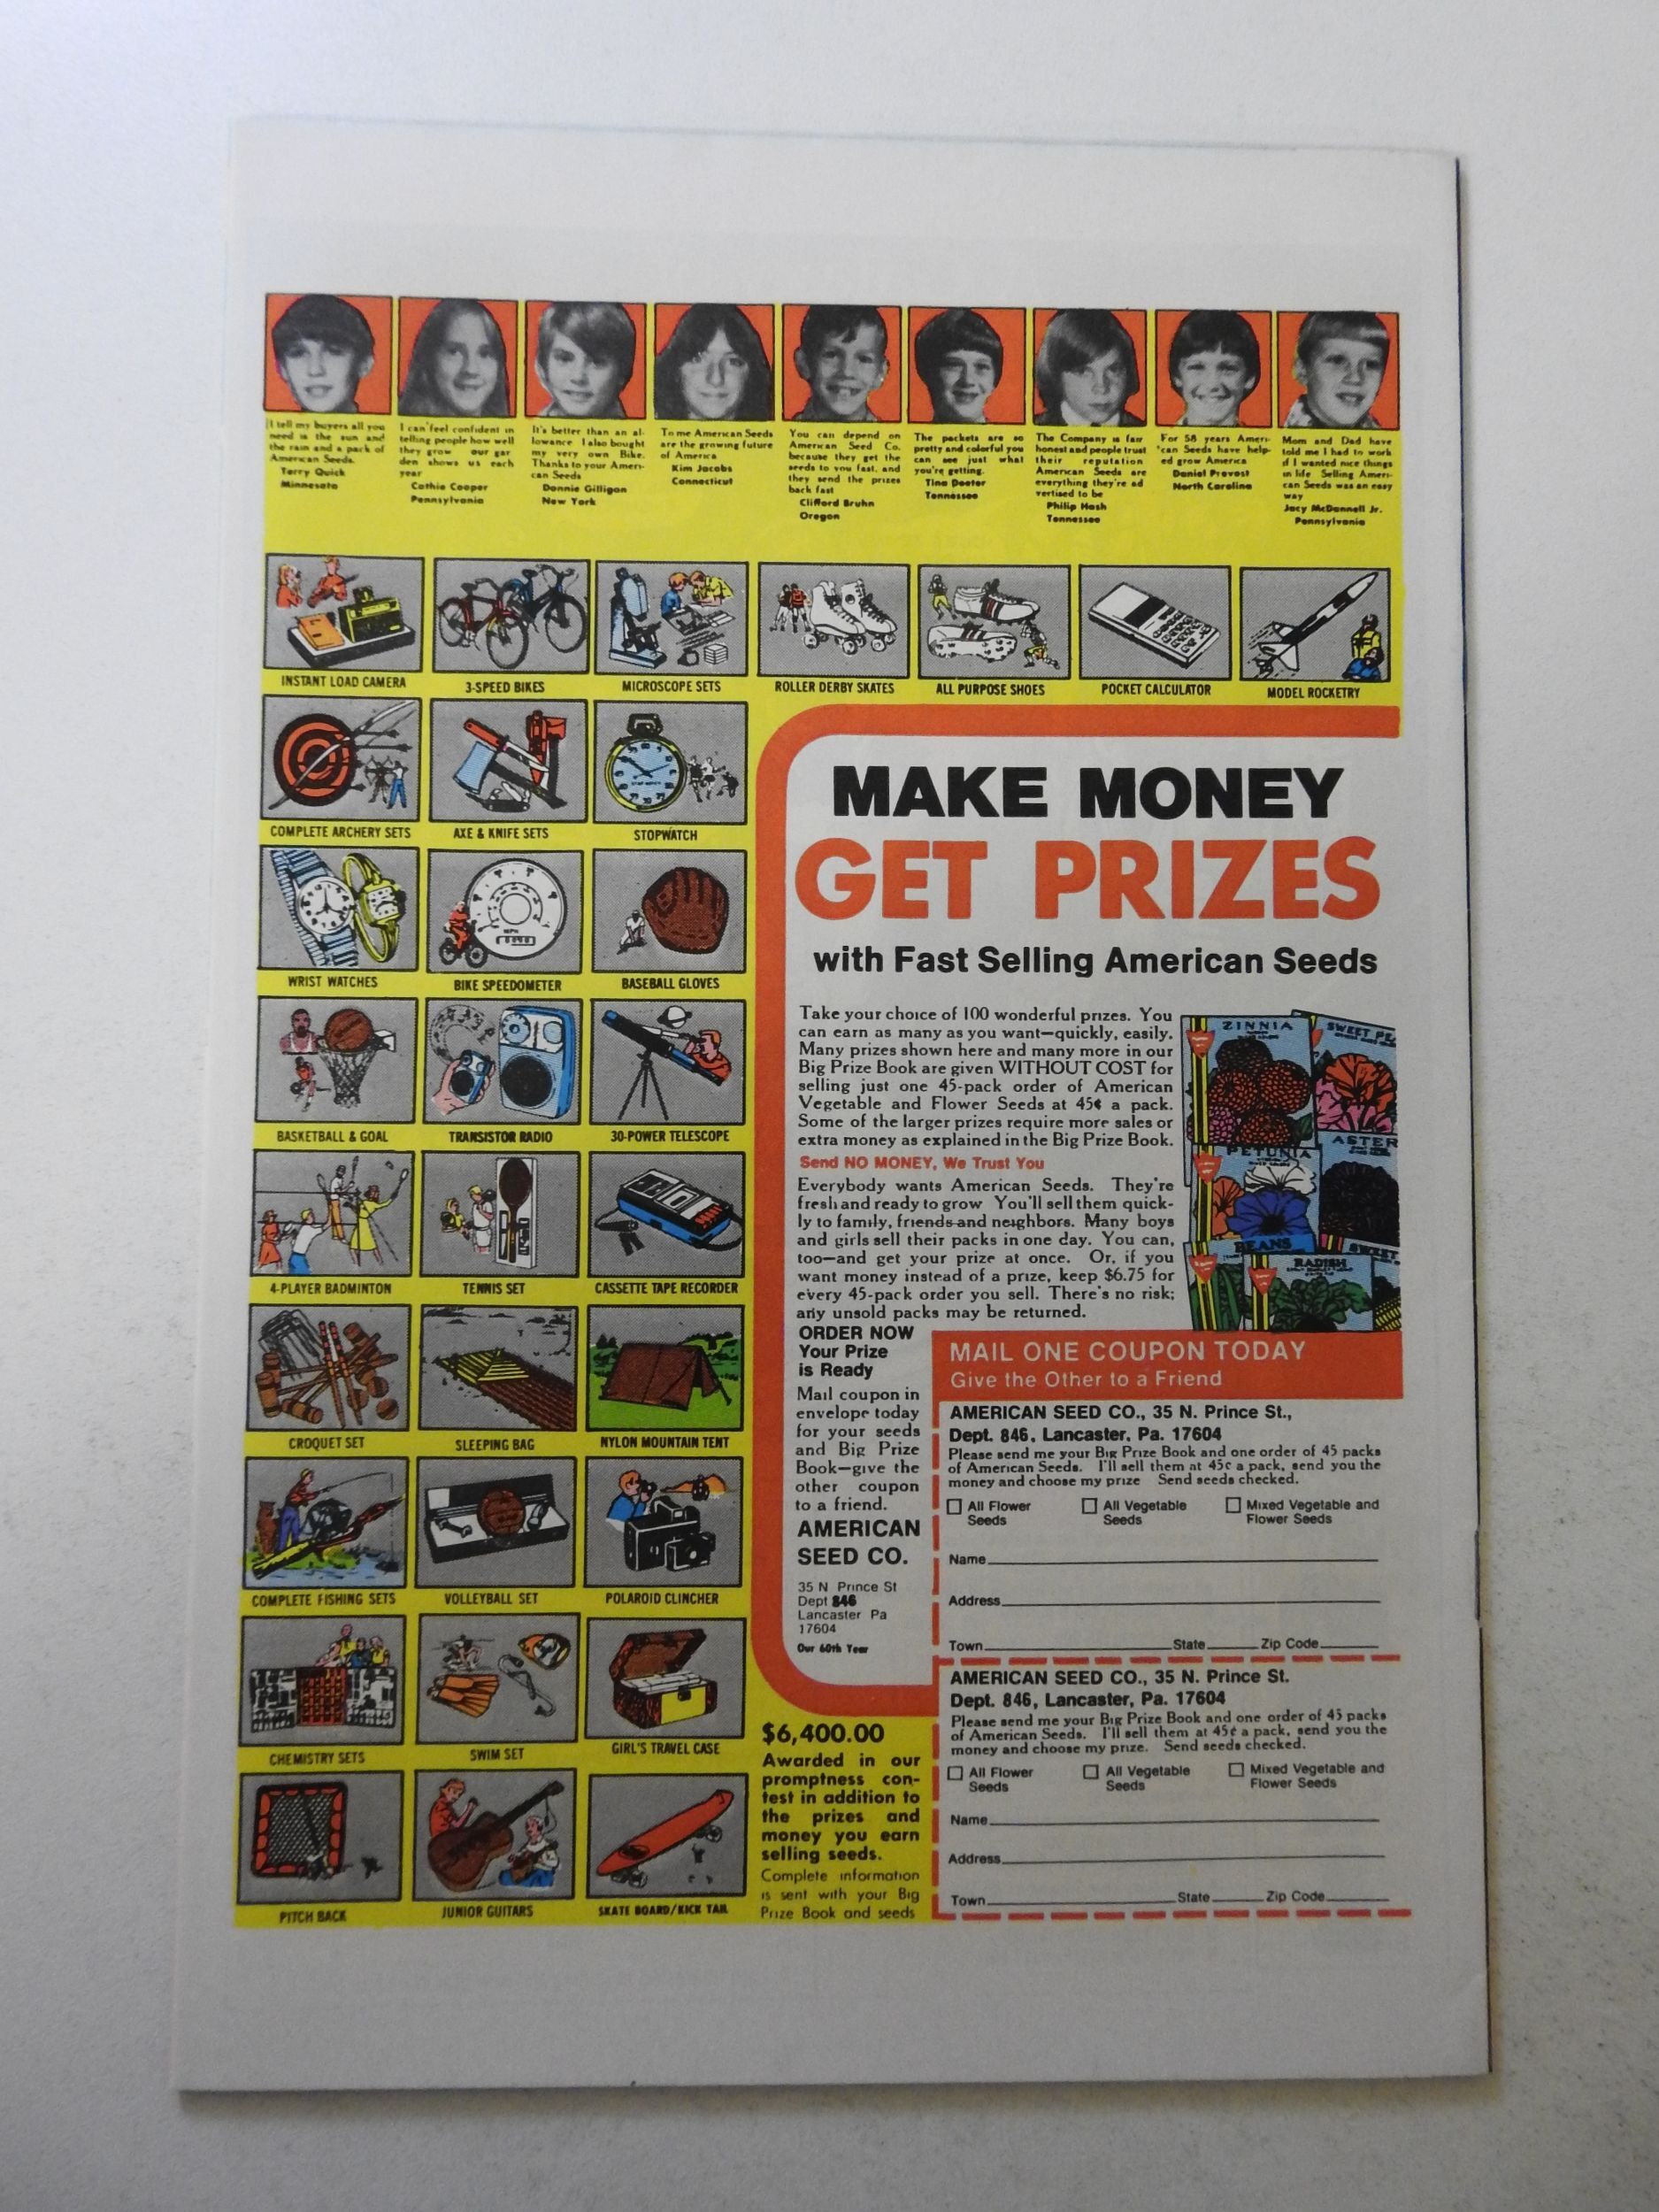 I tell my buyers all you
need is the sun and
the rain and a pack of
American Seeds.
Terry Quick
Minnesota
I can feel confident in
telling people how well
they grow our gar
den shows us each
year
Cathie Cooper
Pennsylvania
It's better than an al-
lowance I also bought
my very own Bike.
Thanks to your Ameri-
can Seeds
Donnie Gilligan
New York
To me American Seeds
are the growing future
of America
Kim Jacobs
Connecticut
You can depend on
American Seed Co.
because they get the
seeds to you fast, and
they send the prizes
back fast
Clifford Bruhn
Oregon
The packets are so
pretty and colorful you
can see just what
you're getting.
Tina Deeter
Tennessee
The Company is fair
honest and people trust
their reputation
American Seeds are
everything they're ad
vertised to be
Philip Hash
Tennessee
For 58 years Ameri-
can Seeds have help-
ed grow America
Daniel Provost
North Carolina
Mom and Dad have
told me I had to work
if I wanted nice things
in life Selling Ameri-
can Seeds was an easy
way
Jacy McDannell Jr.
Pennsylvania
INSTANT LOAD CAMERA
3-SPEED BIKES
MICROSCOPE SETS
ROLLER DERBY SKATES
ALL PURPOSE SHOES
POCKET CALCULATOR
MODEL ROCKETRY
COMPLETE ARCHERY SETS
AXE & KNIFE SETS
STOPWATCH
WRIST WATCHES
BIKE SPEEDOMETER
BASEBALL GLOVES
BASKETBALL & GOAL
TRANSISTOR RADIO
30-POWER TELESCOPE
4-PLAYER BADMINTON
TENNIS SET
CASSETTE TAPE RECORDER
CROQUET SET
SLEEPING BAG
NYLON MOUNTAIN TENT
COMPLETE FISHING SETS
VOLLEYBALL SET
POLAROID CLINCHER
CHEMISTRY SETS
SWIM SET
GIRL'S TRAVEL CASE
PITCH BACK
JUNIOR GUITARS
SKATE BOARD/KICK TAIL
MAKE MONEY
GET PRIZES
with Fast Selling American Seeds
Take your choice of 100 wonderful prizes. You
can earn as many as you want—quickly, easily.
Many prizes shown here and many more in our
Big Prize Book are given WITHOUT COST for
selling just one 45-pack order of American
Vegetable and Flower Seeds at 45¢ a pack.
Some of the larger prizes require more sales or
extra money as explained in the Big Prize Book.
Send NO MONEY, We Trust You
Everybody wants American Seeds. They're
fresh and ready to grow You'll sell them quick-
ly to family, friends and neighbors. Many boys
and girls sell their packs in one day. You can,
too—and get your prize at once. Or, if you
want money instead of a prize, keep $6.75 for
every 45-pack order you sell. There's no risk;
any unsold packs may be returned.
ZINNIA
SWEET PE
ASTER
PETUNIA
BEANS
SWEET
RADISH
ORDER NOW
Your Prize
is Ready
Mail coupon in
envelope today
for your seeds
and Big Prize
Book—give the
other coupon
to a friend.
AMERICAN
SEED CO.
35 N Prince St
Dept 846
Lancaster Pa
17604
Our 60th Year
$6,400.00
Awarded in our
promptness con-
test in addition to
the prizes and
money you earn
selling seeds.
Complete information
is sent with your Big
Prize Book and seeds
MAIL ONE COUPON TODAY
Give the Other to a Friend
AMERICAN SEED CO., 35 N. Prince St.,
Dept. 846, Lancaster, Pa. 17604
Please send me your Big Prize Book and one order of 45 packs
of American Seeds. I'll sell them at 45¢ a pack, send you the
money and choose my prize Send seeds checked.
All Flower Seeds
All Vegetable Seeds
Mixed Vegetable and Flower Seeds
Name
Address
Town State Zip Code
AMERICAN SEED CO., 35 N. Prince St.
Dept. 846, Lancaster, Pa. 17604
Please send me your Big Prize Book and one order of 45 packs
of American Seeds. I'll sell them at 45¢ a pack, send you the
money and choose my prize. Send seeds checked.
All Flower Seeds
All Vegetable Seeds
Mixed Vegetable and Flower Seeds
Name
Address
Town State Zip Code